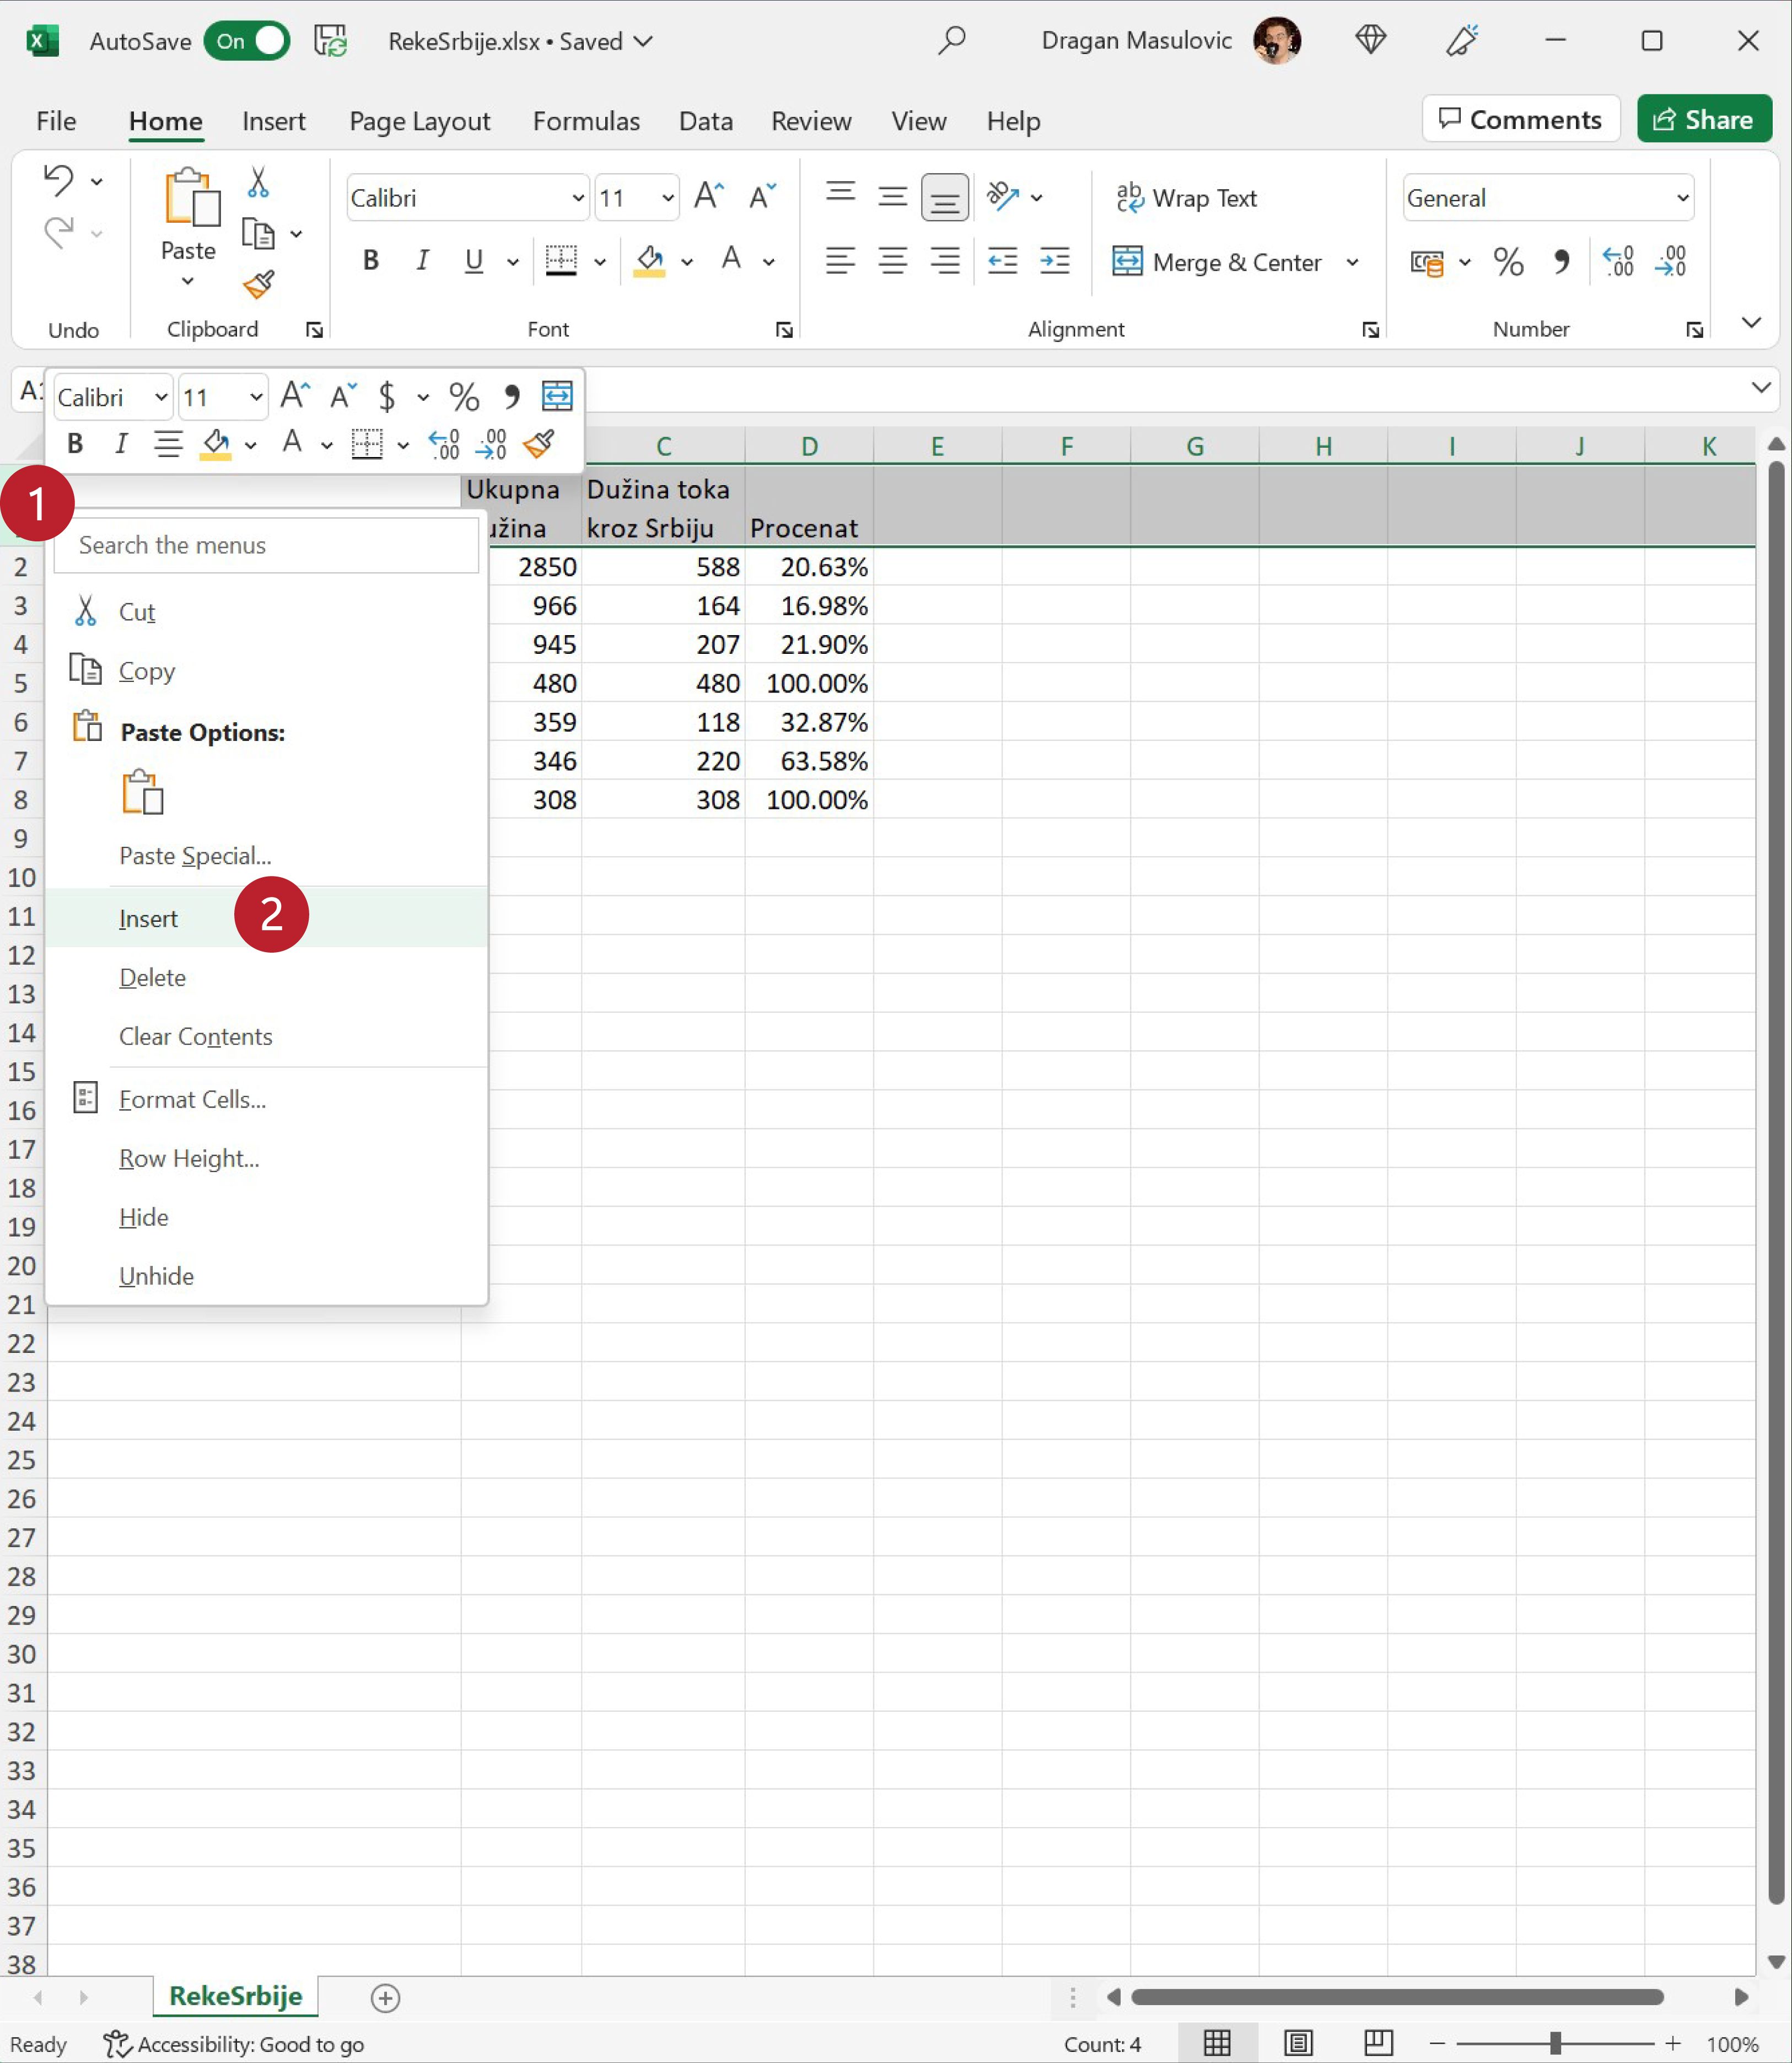 AutoSave On RekeSrbije.xlsx • Saved Dragan Masulovic
File Home Insert Page Layout Formulas Data Review View Help Comments Share
Calibri 11 ab c Wrap Text General
Paste B I U A Merge & Center % , .00 .0
Undo Clipboard Font Alignment Number
Calibri 11 A A $ % ,
B I A .00 .0
C D E F G H I J K
1 Ukupna Dužina toka
užina kroz Srbiju Procenat
Search the menus
2 2850 588 20.63%
3 966 164 16.98%
4 945 207 21.90%
5 480 480 100.00%
6 359 118 32.87%
7 346 220 63.58%
8 308 308 100.00%
Cut
Copy
Paste Options:
Paste Special...
Insert 2
Delete
Clear Contents
Format Cells...
Row Height...
Hide
Unhide
9
10
11
12
13
14
15
16
17
18
19
20
21
22
23
24
25
26
27
28
29
30
31
32
33
34
35
36
37
38
RekeSrbije
Ready Accessibility: Good to go Count: 4 100%